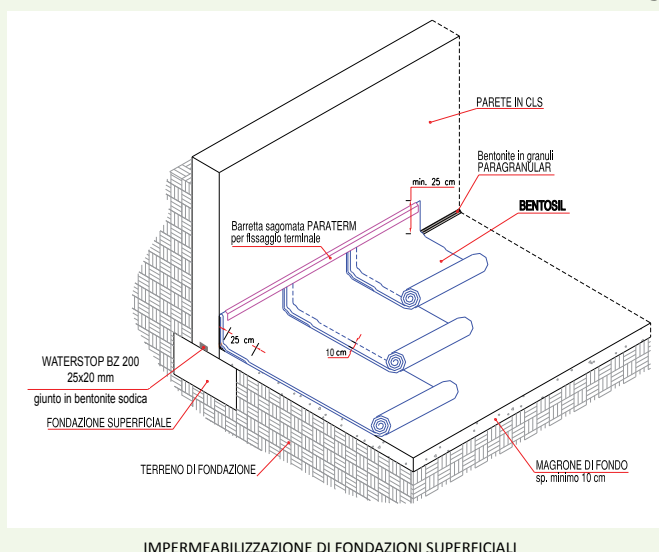 PARETE IN CLS
Bentonite in granuli
PARAGRANULAR
min. 25 cm
BENTOSIL
Barretta sagomata PARATERM
per fissaggio terminale
25 cm
10 cm
WATERSTOP BZ 200
25x20 mm
giunto in bentonite sodica
FONDAZIONE SUPERFICIALE
TERRENO DI FONDAZIONE
MAGRONE DI FONDO
sp. minimo 10 cm
IMPERMEABILIZZAZIONE DI FONDAZIONI SUPERFICIALI